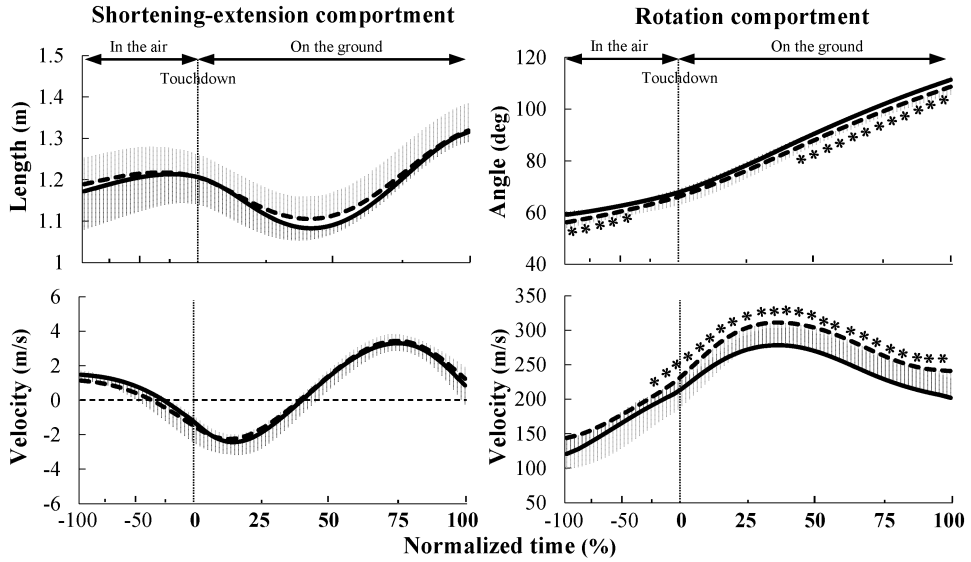 Shortening-extension compartment
Rotation compartment
In the air
On the ground
In the air
On the ground
Touchdown
Touchdown
1.5
1.4
1.3
1.2
1.1
1
Length (m)
120
100
80
60
40
Angle (deg)
* * * * *
* * * * * * * * * * * *
6
4
2
0
-2
-4
-6
Velocity (m/s)
350
300
250
200
150
100
50
Velocity (m/s)
-100 -50 0 25 50 75 100
-100 -50 0 25 50 75 100
Normalized time (%)